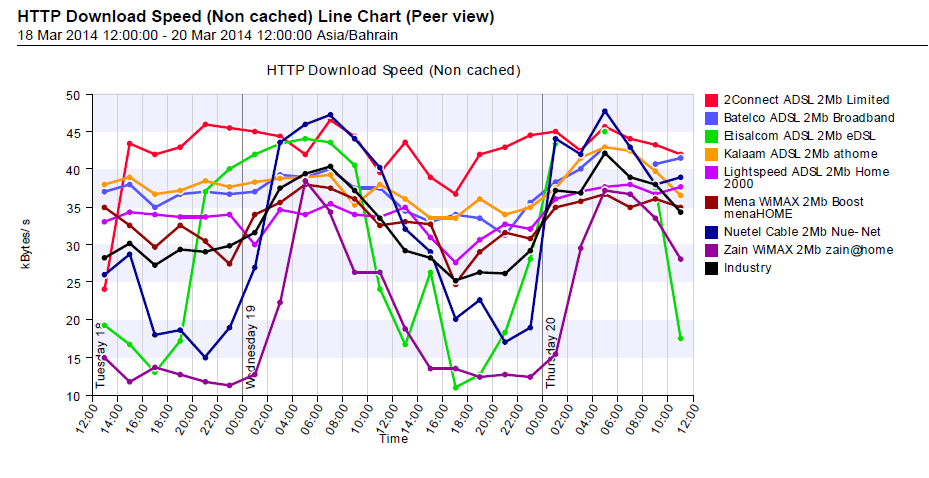 HTTP Download Speed (Non cached) Line Chart (Peer view)
18 Mar 2014 12:00:00 - 20 Mar 2014 12:00:00 Asia/Bahrain
HTTP Download Speed (Non cached)
50
45
40
35
30
25
20
15
10
kBytes/ s
Tuesday 18
Wednesday 19
Thursday 20
12:00
14:00
16:00
18:00
20:00
22:00
00:00
02:00
04:00
06:00
08:00
10:00
12:00
14:00
16:00
18:00
20:00
22:00
00:00
02:00
04:00
06:00
08:00
10:00
12:00
Time
2Connect ADSL 2Mb Limited
Batelco ADSL 2Mb Broadband
Etisalcom ADSL 2Mb eDSL
Kalaam ADSL 2Mb athome
Lightspeed ADSL 2Mb Home
2000
Mena WiMAX 2Mb Boost
menaHOME
Nuetel Cable 2Mb Nue- Net
Zain WiMAX 2Mb zain@home
Industry